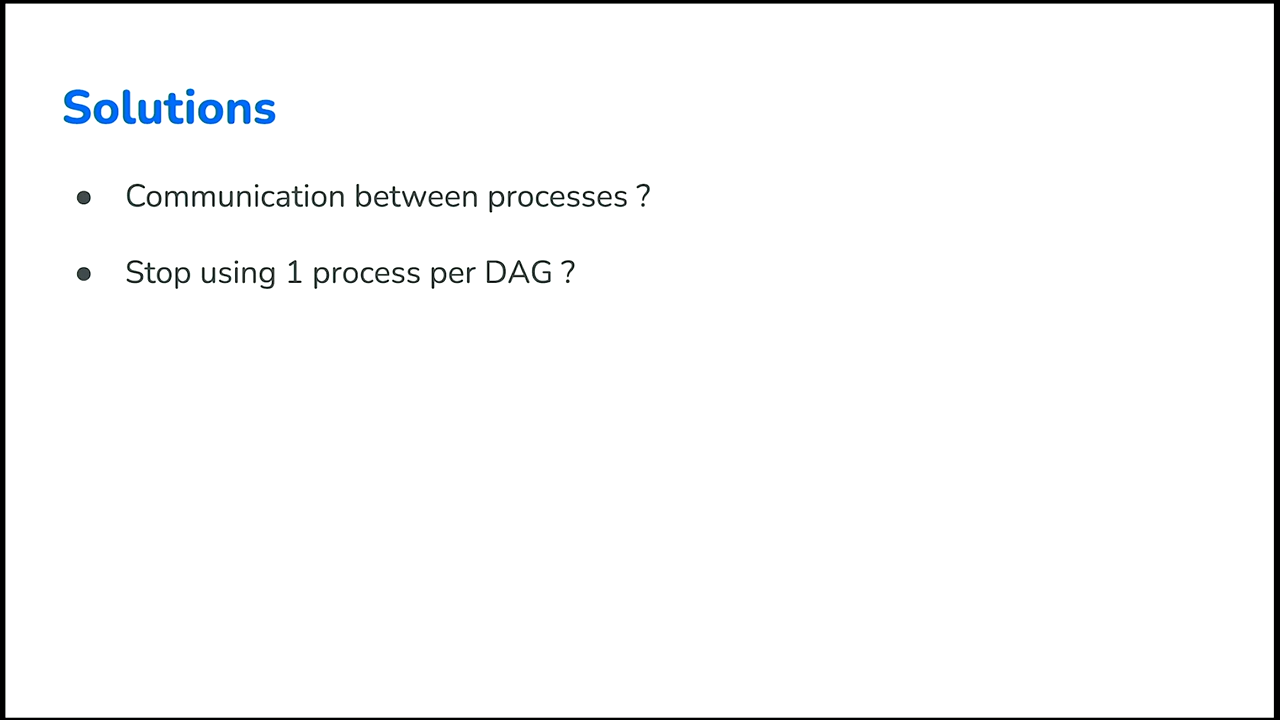 Solutions
● Communication between processes ?
● Stop using 1 process per DAG ?